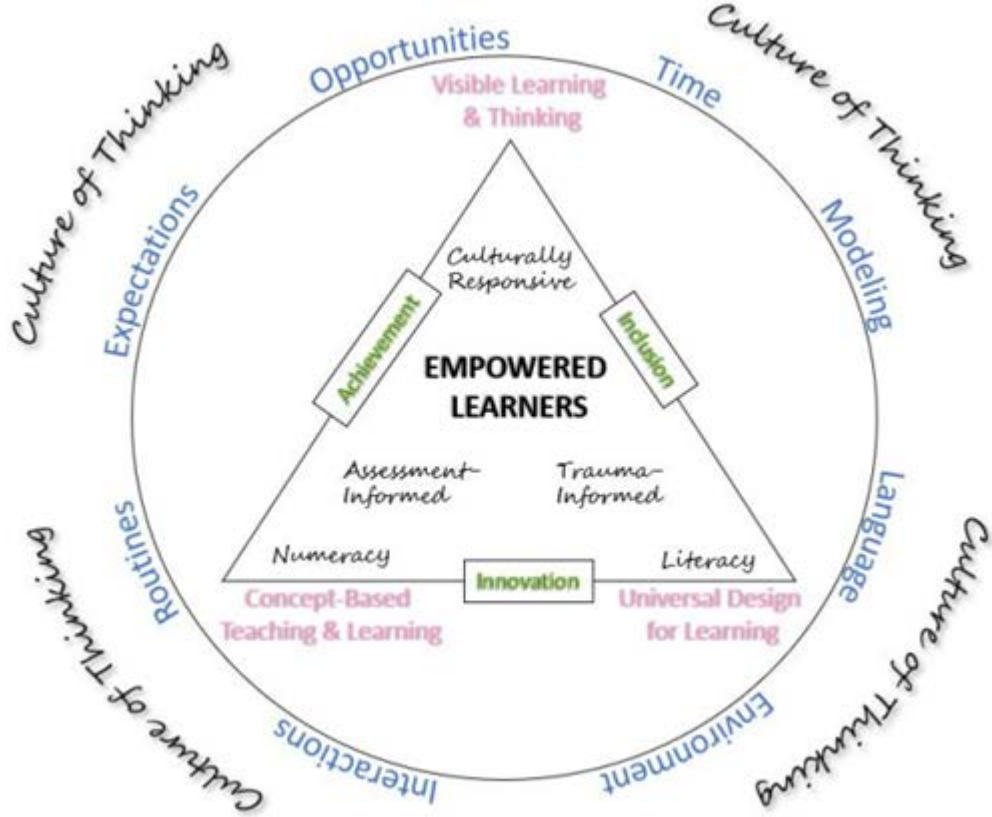 Culture of Thinking
Culture of Thinking
Opportunities
Time
Visible Learning
& Thinking
Expectations
Modeling
Culturally
Responsive
Achievement
Inclusion
EMPOWERED
LEARNERS
Assessment-
Informed
Trauma-
Informed
Routines
Language
Numeracy
Literacy
Innovation
Concept-Based
Teaching & Learning
Universal Design
for Learning
Culture of Thinking
Culture of Thinking
Interactions
Environment